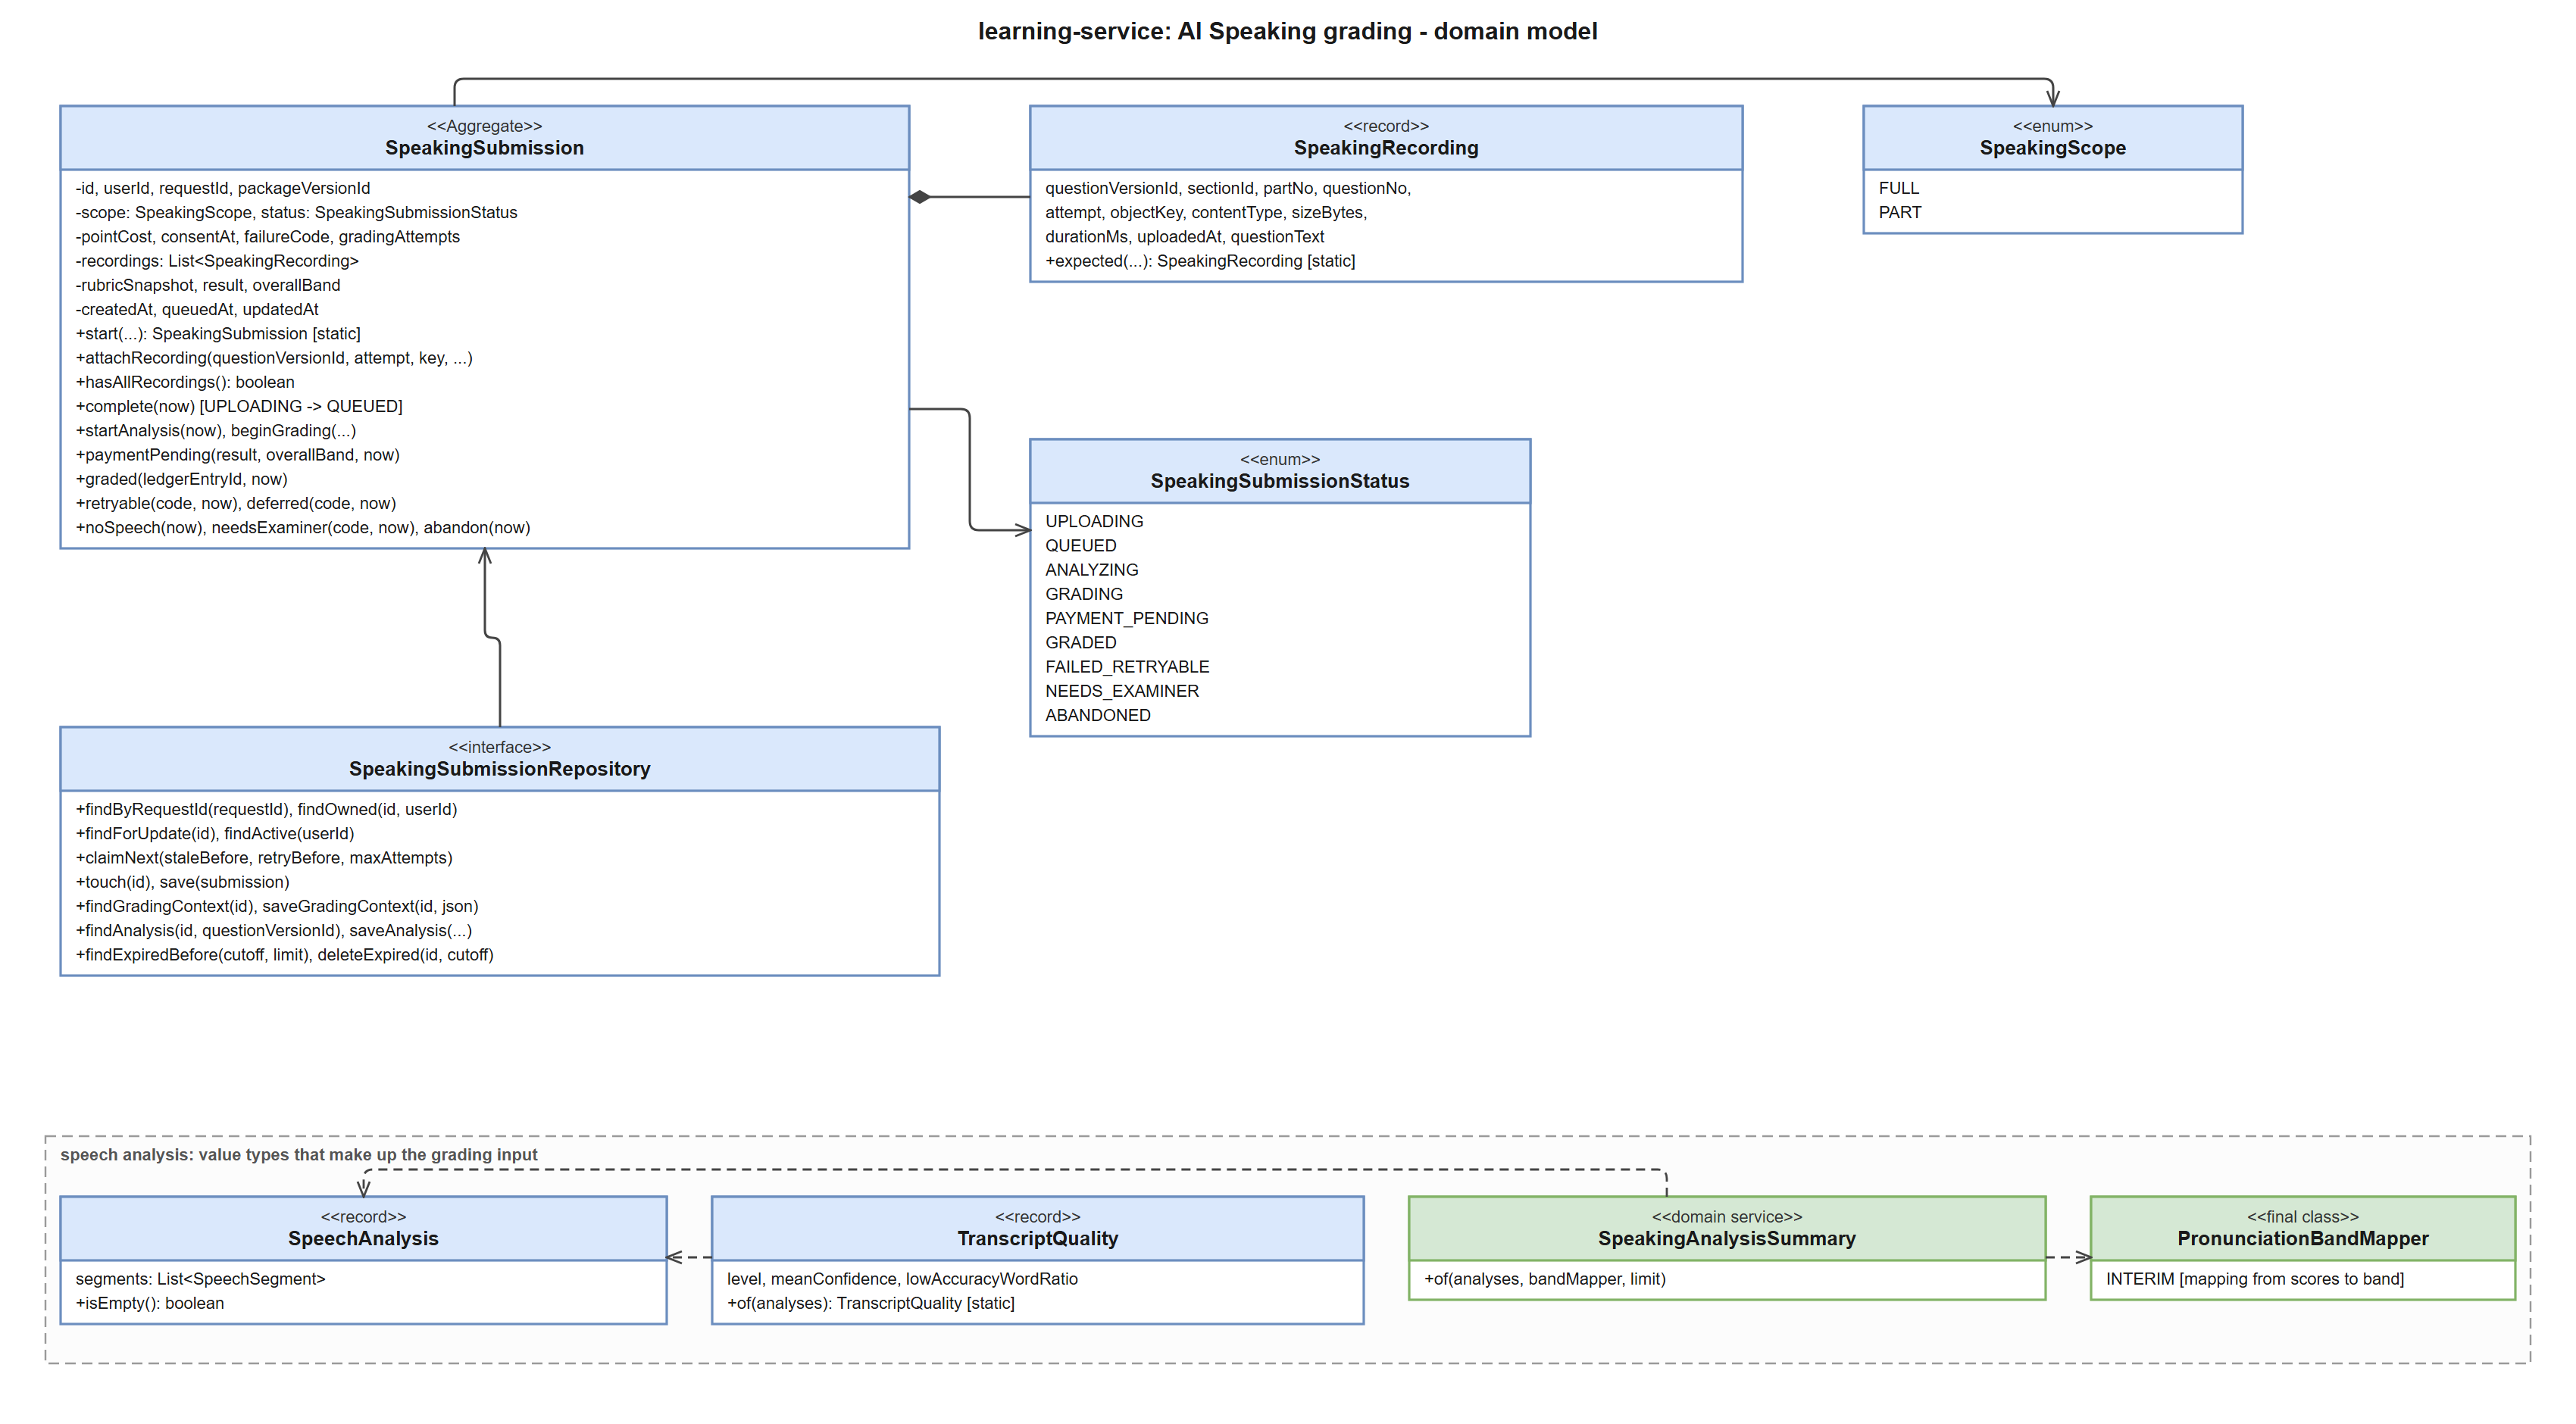 learning-service: AI Speaking grading - domain model
<<Aggregate>>
SpeakingSubmission
-id, userId, requestId, packageVersionId
-scope: SpeakingScope, status: SpeakingSubmissionStatus
-pointCost, consentAt, failureCode, gradingAttempts
-recordings: List<SpeakingRecording>
-rubricSnapshot, result, overallBand
-createdAt, queuedAt, updatedAt
+start(...): SpeakingSubmission [static]
+attachRecording(questionVersionId, attempt, key, ...)
+hasAllRecordings(): boolean
+complete(now) [UPLOADING -> QUEUED]
+startAnalysis(now), beginGrading(...)
+paymentPending(result, overallBand, now)
+graded(ledgerEntryId, now)
+retryable(code, now), deferred(code, now)
+noSpeech(now), needsExaminer(code, now), abandon(now)
<<record>>
SpeakingRecording
questionVersionId, sectionId, partNo, questionNo,
attempt, objectKey, contentType, sizeBytes,
durationMs, uploadedAt, questionText
+expected(...): SpeakingRecording [static]
<<enum>>
SpeakingScope
FULL
PART
<<enum>>
SpeakingSubmissionStatus
UPLOADING
QUEUED
ANALYZING
GRADING
PAYMENT_PENDING
GRADED
FAILED_RETRYABLE
NEEDS_EXAMINER
ABANDONED
<<interface>>
SpeakingSubmissionRepository
+findByRequestId(requestId), findOwned(id, userId)
+findForUpdate(id), findActive(userId)
+claimNext(staleBefore, retryBefore, maxAttempts)
+touch(id), save(submission)
+findGradingContext(id), saveGradingContext(id, json)
+findAnalysis(id, questionVersionId), saveAnalysis(...)
+findExpiredBefore(cutoff, limit), deleteExpired(id, cutoff)
speech analysis: value types that make up the grading input
<<record>>
SpeechAnalysis
segments: List<SpeechSegment>
+isEmpty(): boolean
<<record>>
TranscriptQuality
level, meanConfidence, lowAccuracyWordRatio
+of(analyses): TranscriptQuality [static]
<<domain service>>
SpeakingAnalysisSummary
+of(analyses, bandMapper, limit)
<<final class>>
PronunciationBandMapper
INTERIM [mapping from scores to band]